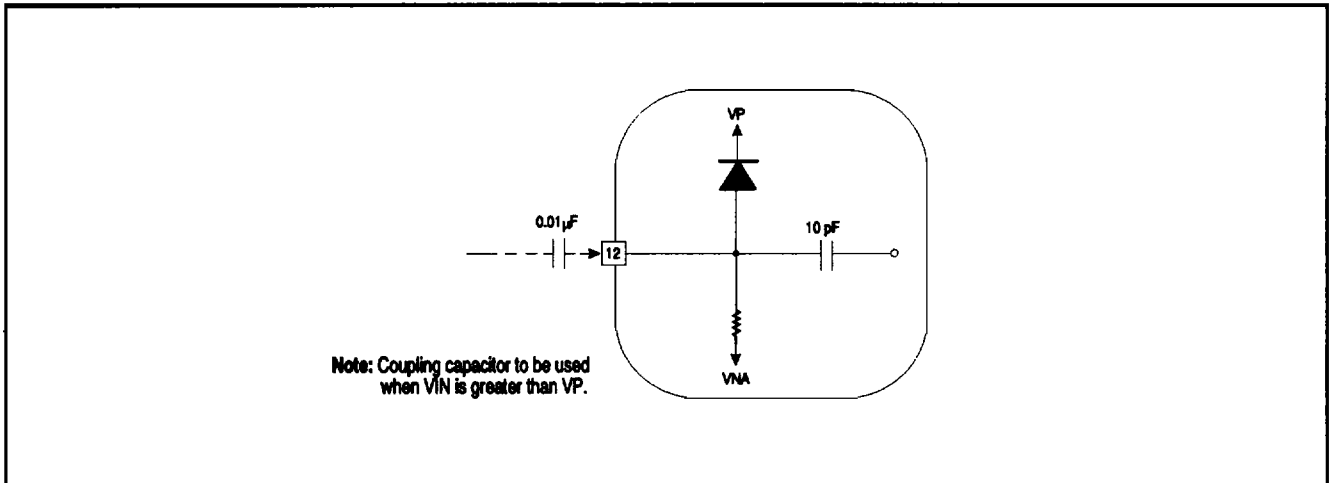 VP
0.01µF
10 pF
12
VNA
Note: Coupling capacitor to be used
when VIN is greater than VP.